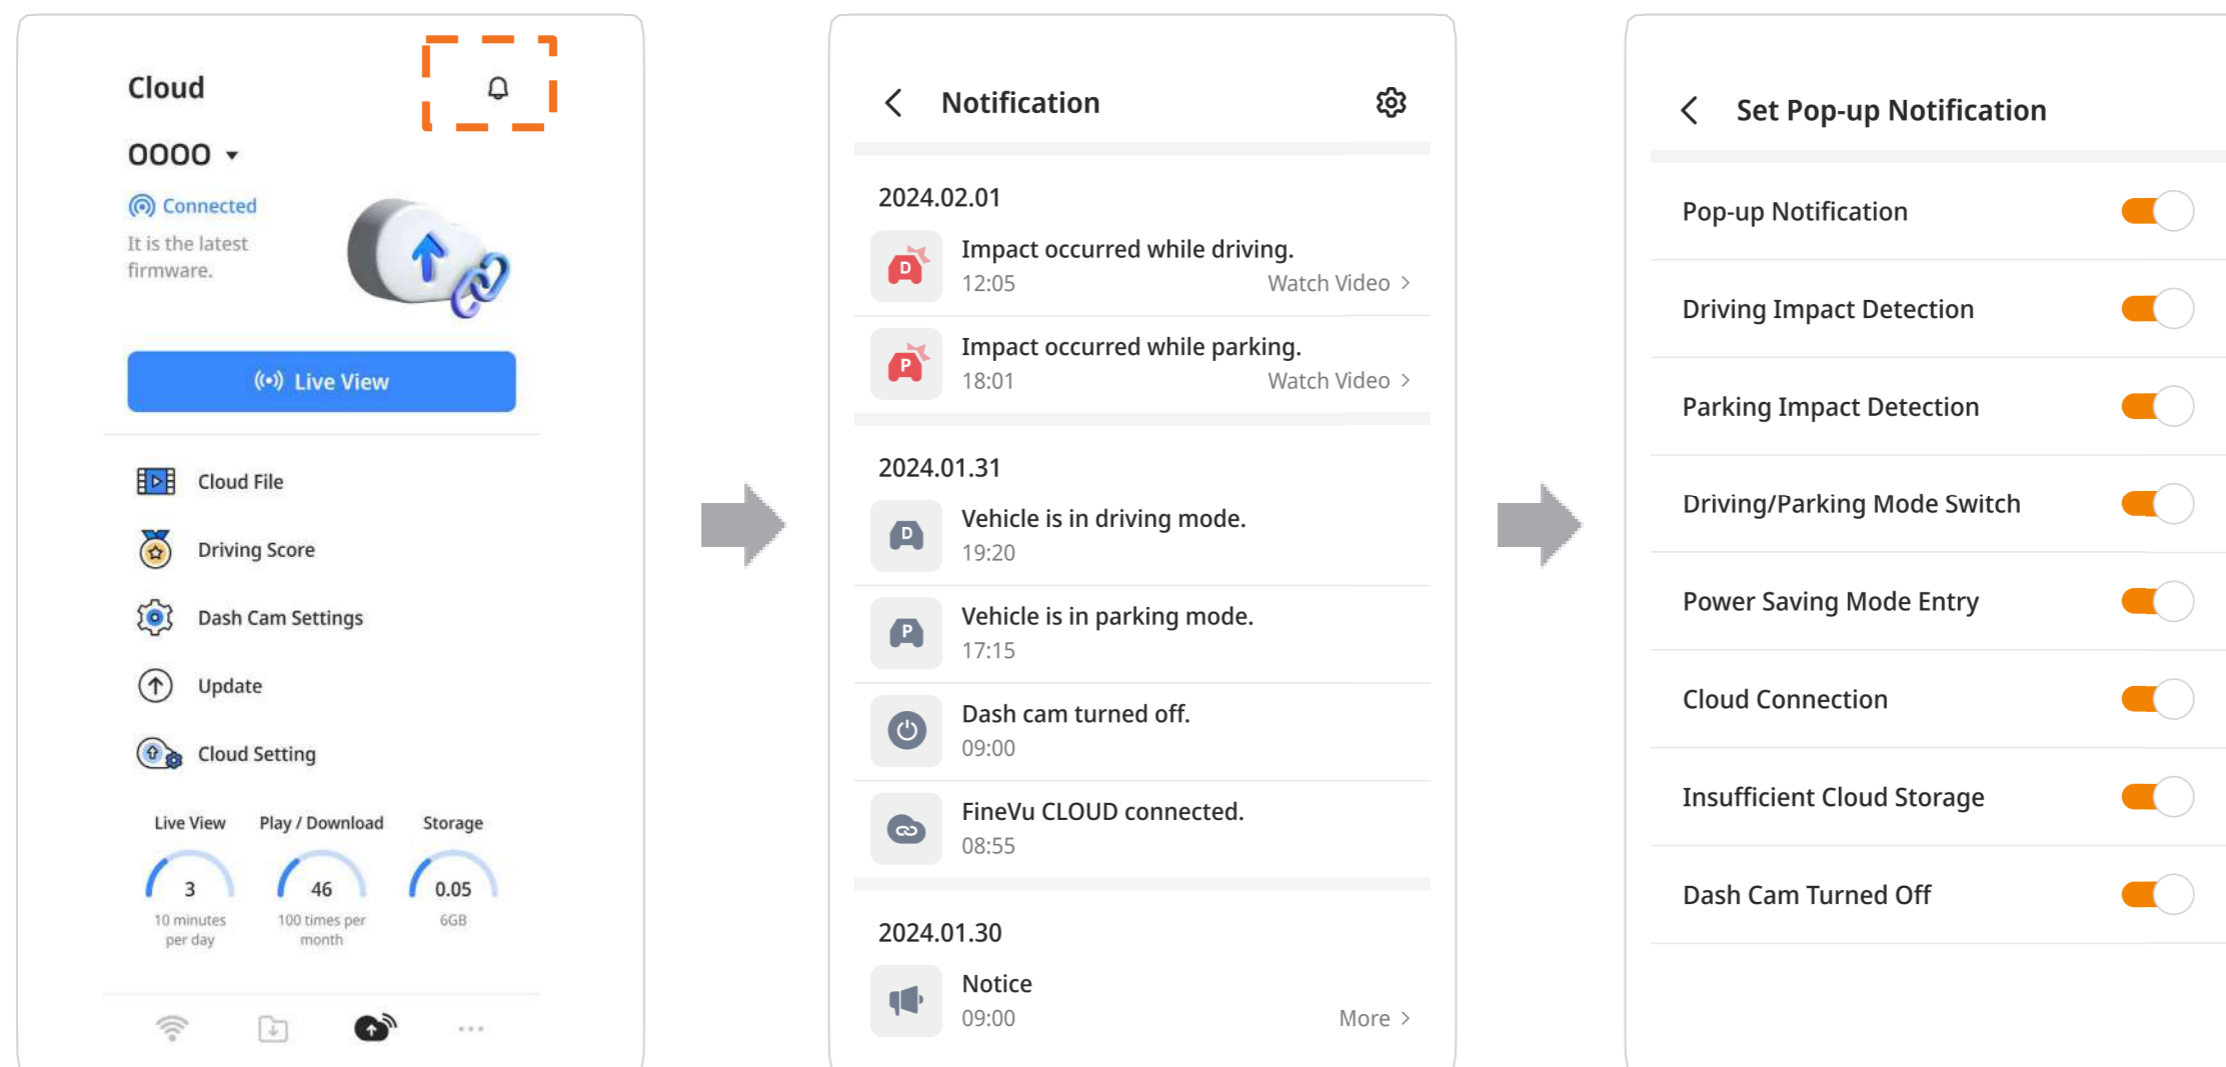 Cloud
OOOO
Connected
It is the latest
firmware.
Live View
Cloud File
Driving Score
Dash Cam Settings
Update
Cloud Setting
Live View Play / Download Storage
3 46 0.05
10 minutes 100 times per 6GB
per day month
Notification
2024.02.01
D
Impact occurred while driving.
12:05 Watch Video >
P
Impact occurred while parking.
18:01 Watch Video >
2024.01.31
D
Vehicle is in driving mode.
19:20
P
Vehicle is in parking mode.
17:15
Dash cam turned off.
09:00
FineVu CLOUD connected.
08:55
2024.01.30
Notice
09:00 More >
Set Pop-up Notification
Pop-up Notification
Driving Impact Detection
Parking Impact Detection
Driving/Parking Mode Switch
Power Saving Mode Entry
Cloud Connection
Insufficient Cloud Storage
Dash Cam Turned Off